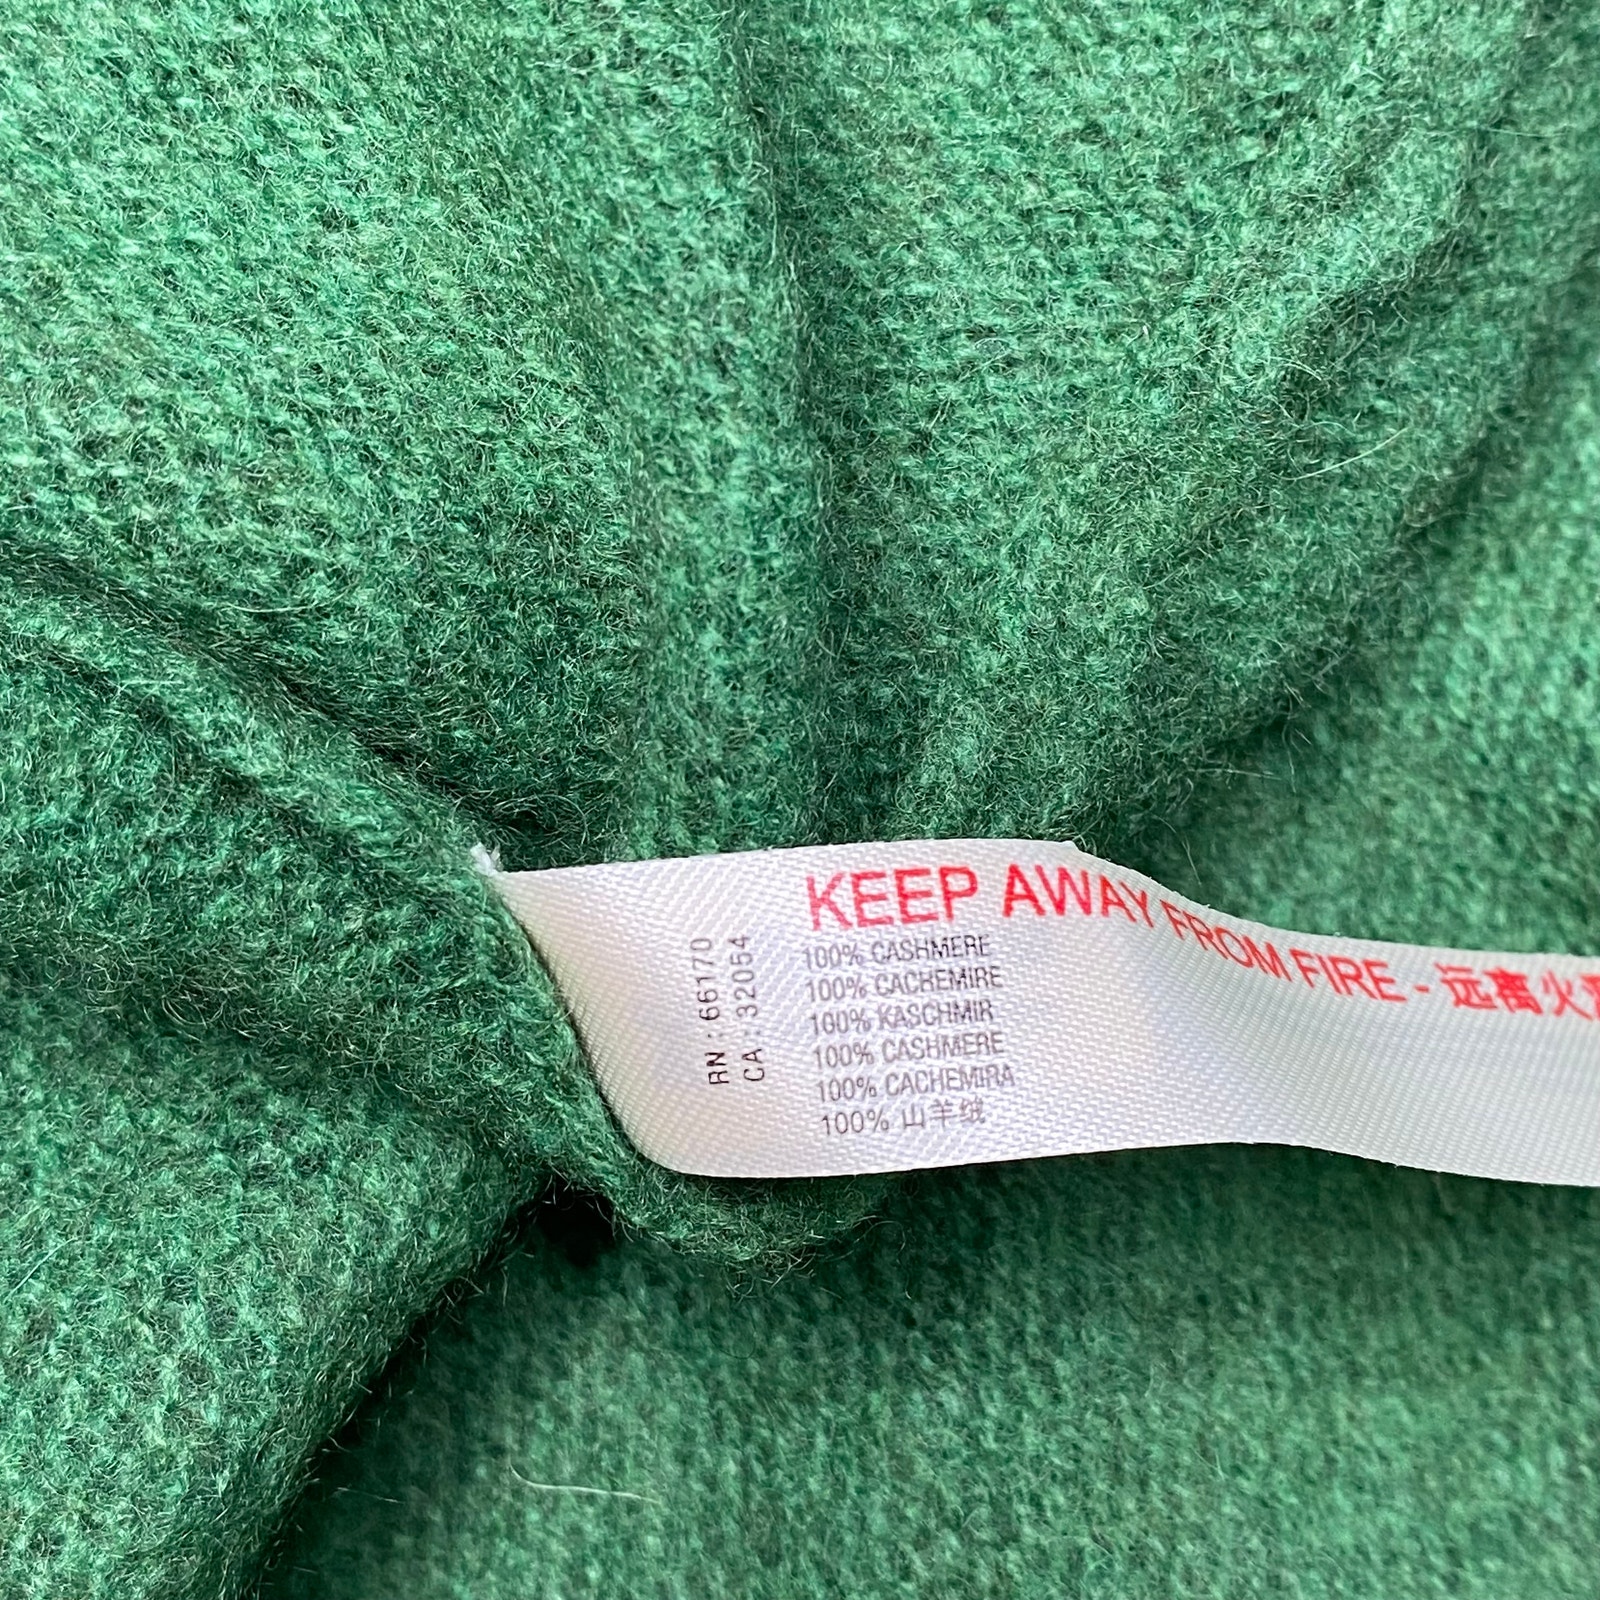 KEEP AWAY FROM FIRE - 远离火
RN : 66170
CA : 32054
100% CASHMERE
100% CACHEMIRE
100% KASCHMIR
100% CASHMERE
100% CACHEMIRA
100% 山羊绒